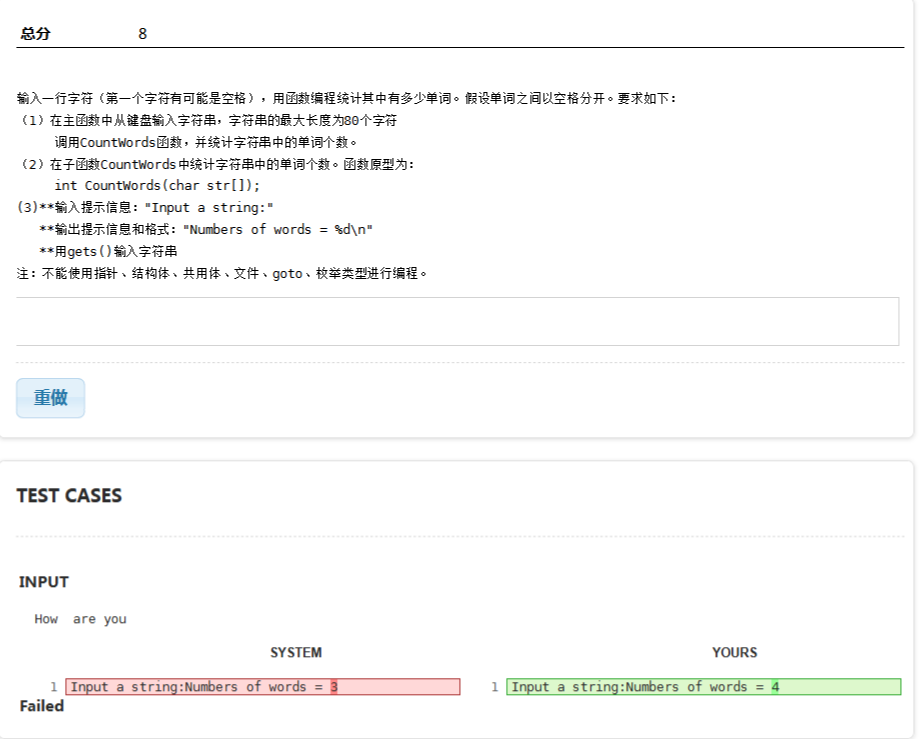 总分 8
输入一行字符（第一个字符有可能是空格），用函数编程统计其中有多少单词。假设单词之间以空格分开。要求如下：
（1）在主函数中从键盘输入字符串，字符串的最大长度为80个字符
调用CountWords函数，并统计字符串中的单词个数。
（2）在子函数CountWords中统计字符串中的单词个数。函数原型为：
int CountWords(char str[]);
(3)**输入提示信息："Input a string:"
**输出提示信息和格式："Numbers of words = %d\n"
**用gets()输入字符串
注：不能使用指针、结构体、共用体、文件、goto、枚举类型进行编程。
重做
TEST CASES
INPUT
How  are you
SYSTEM YOURS
1 Input a string:Numbers of words = 3 1 Input a string:Numbers of words = 4
Failed